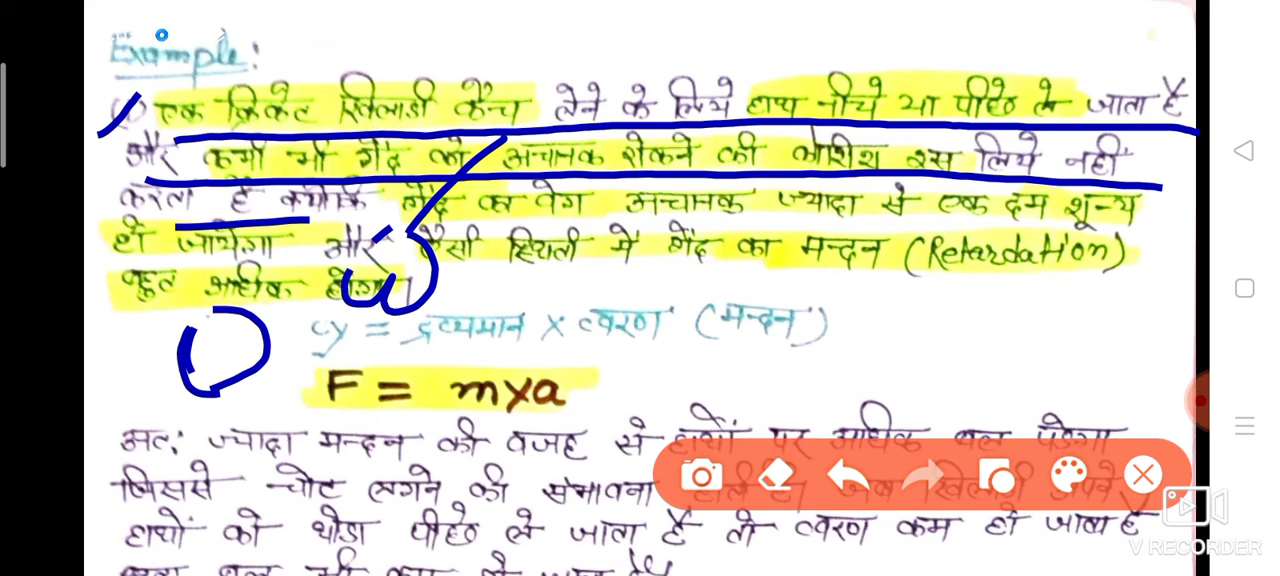 Example:
एक क्रिकेट खिलाडी कैच लेने के लिये हाथ नीचे या पीछे ले जाता है
और कभी भी गेंद को अचानक रोकने की कोशिश इस लिये नहीं
करता है क्योंकि गेंद का वेग अचानक ज्यादा से एक दम शून्य
हो जायेगा और ऐसी स्थिती में गेंद का मन्दन (Retardation)
बहुत अधिक होगा।
= द्रव्यमान x त्वरण (मन्दन)
F = mxa
अतः ज्यादा मन्दन की वजह से हाथों पर अधिक बल पड़ेगा
जिससे चोट लगने की संभावना
हाथों को थोडा पीछे ले जाता है तो त्वरण कम हो जाता है
V RECORDER